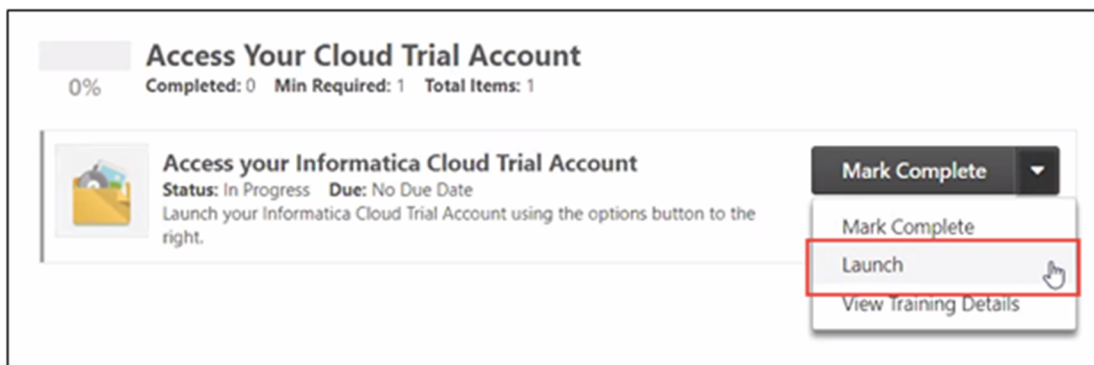 Access Your Cloud Trial Account
0%
Completed: 0 Min Required: 1 Total Items: 1
Access your Informatica Cloud Trial Account
Status: In Progress Due: No Due Date
Launch your Informatica Cloud Trial Account using the options button to the
right.
Mark Complete
Mark Complete
Launch
View Training Details